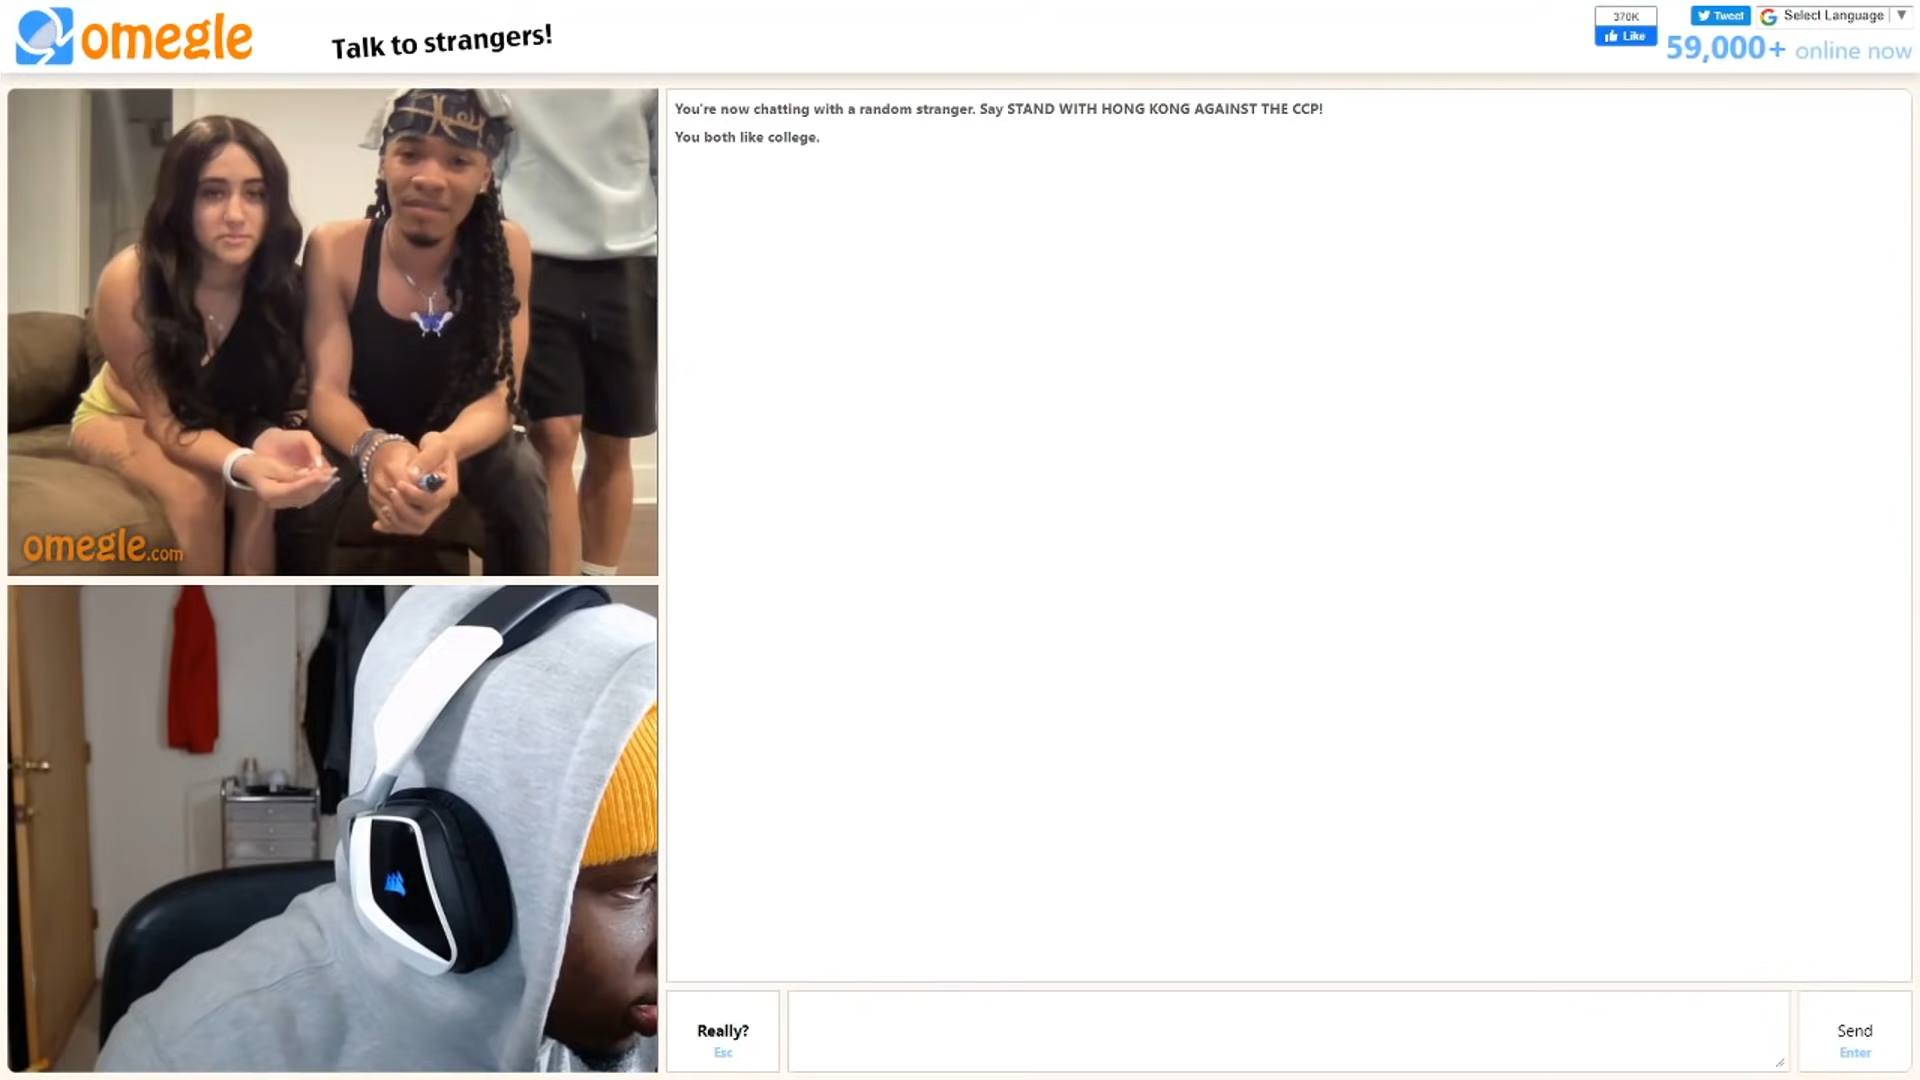 omegle
Talk to strangers!
370K
Like
Tweet
Select Language
59,000+ online now
You're now chatting with a random stranger. Say STAND WITH HONG KONG AGAINST THE CCP!
You both like college.
omegle.com
Really?
Esc
Send
Enter